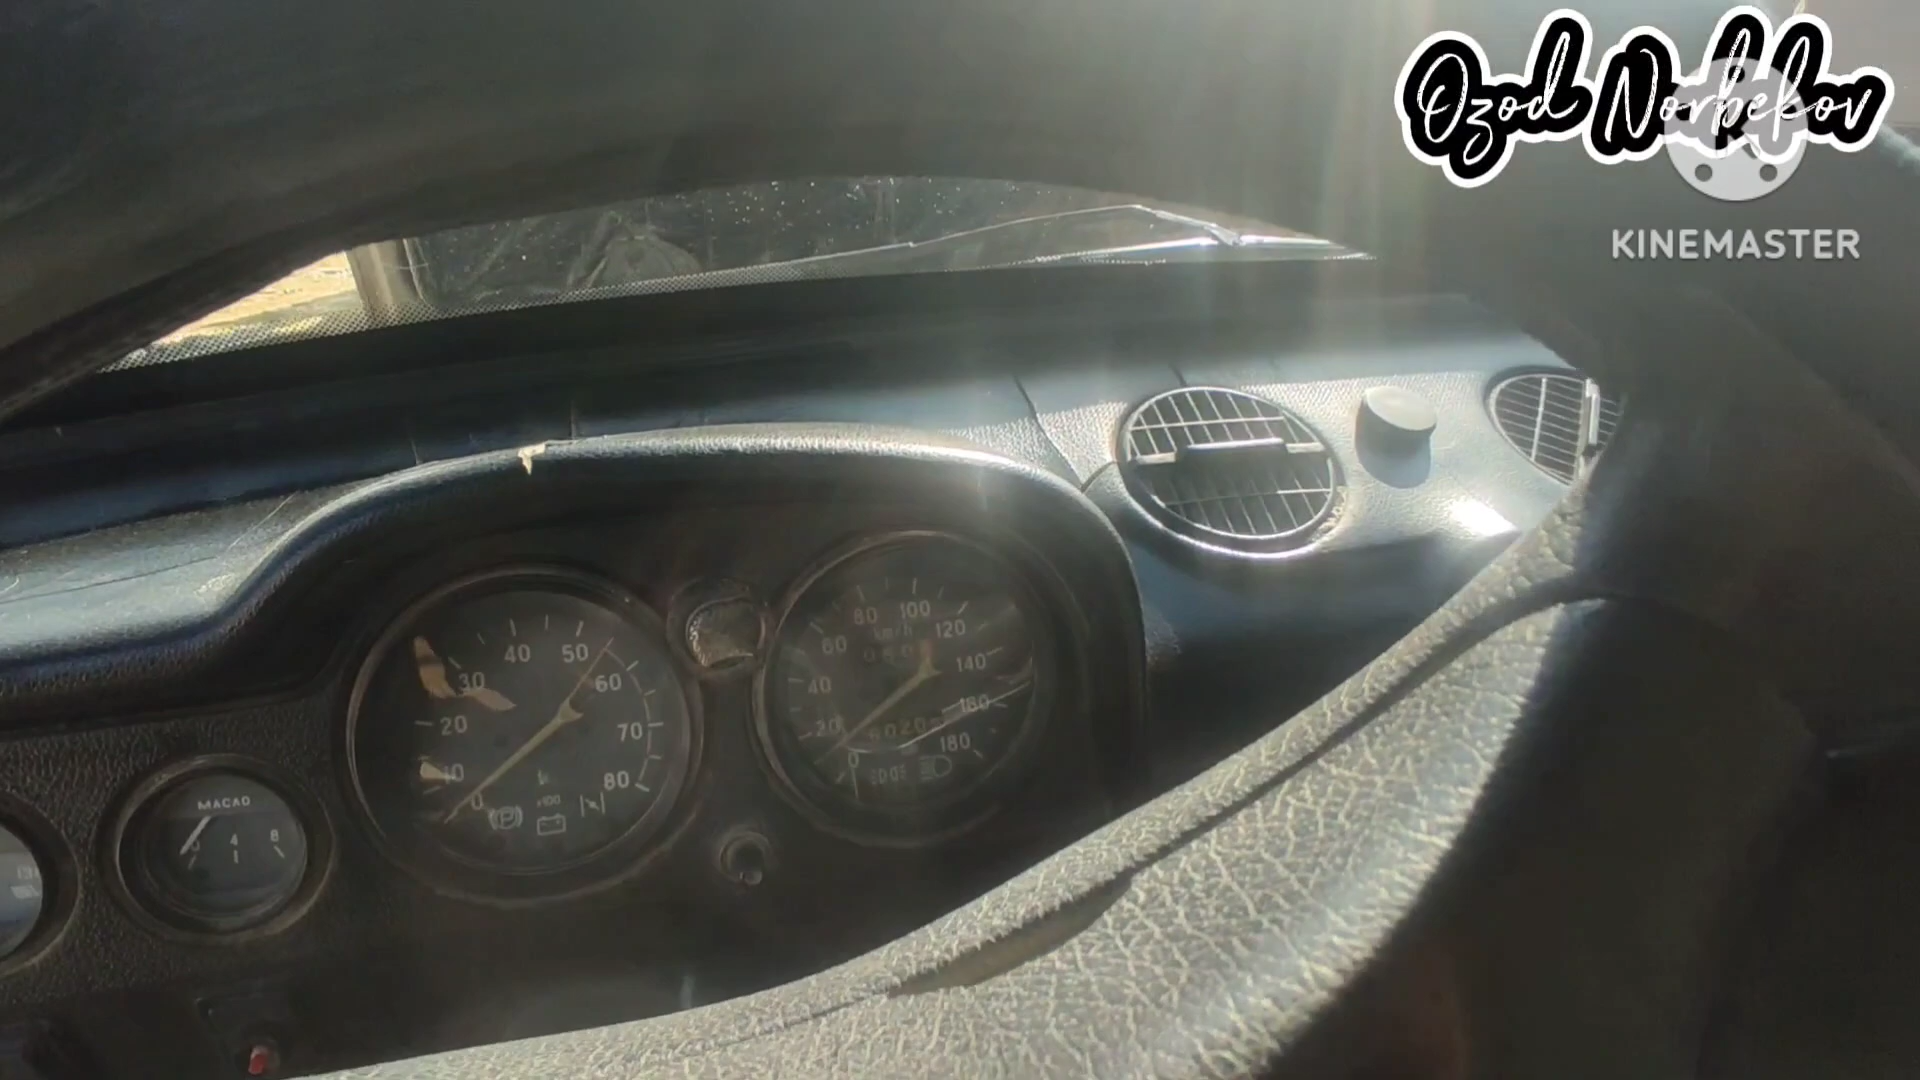 Ozod Norbekov
KINEMASTER
80 100
60 km/h 120
40 140
20 180
0
40 50
30 60
20 70
10 80
0
x100
МАСЛО
4 8